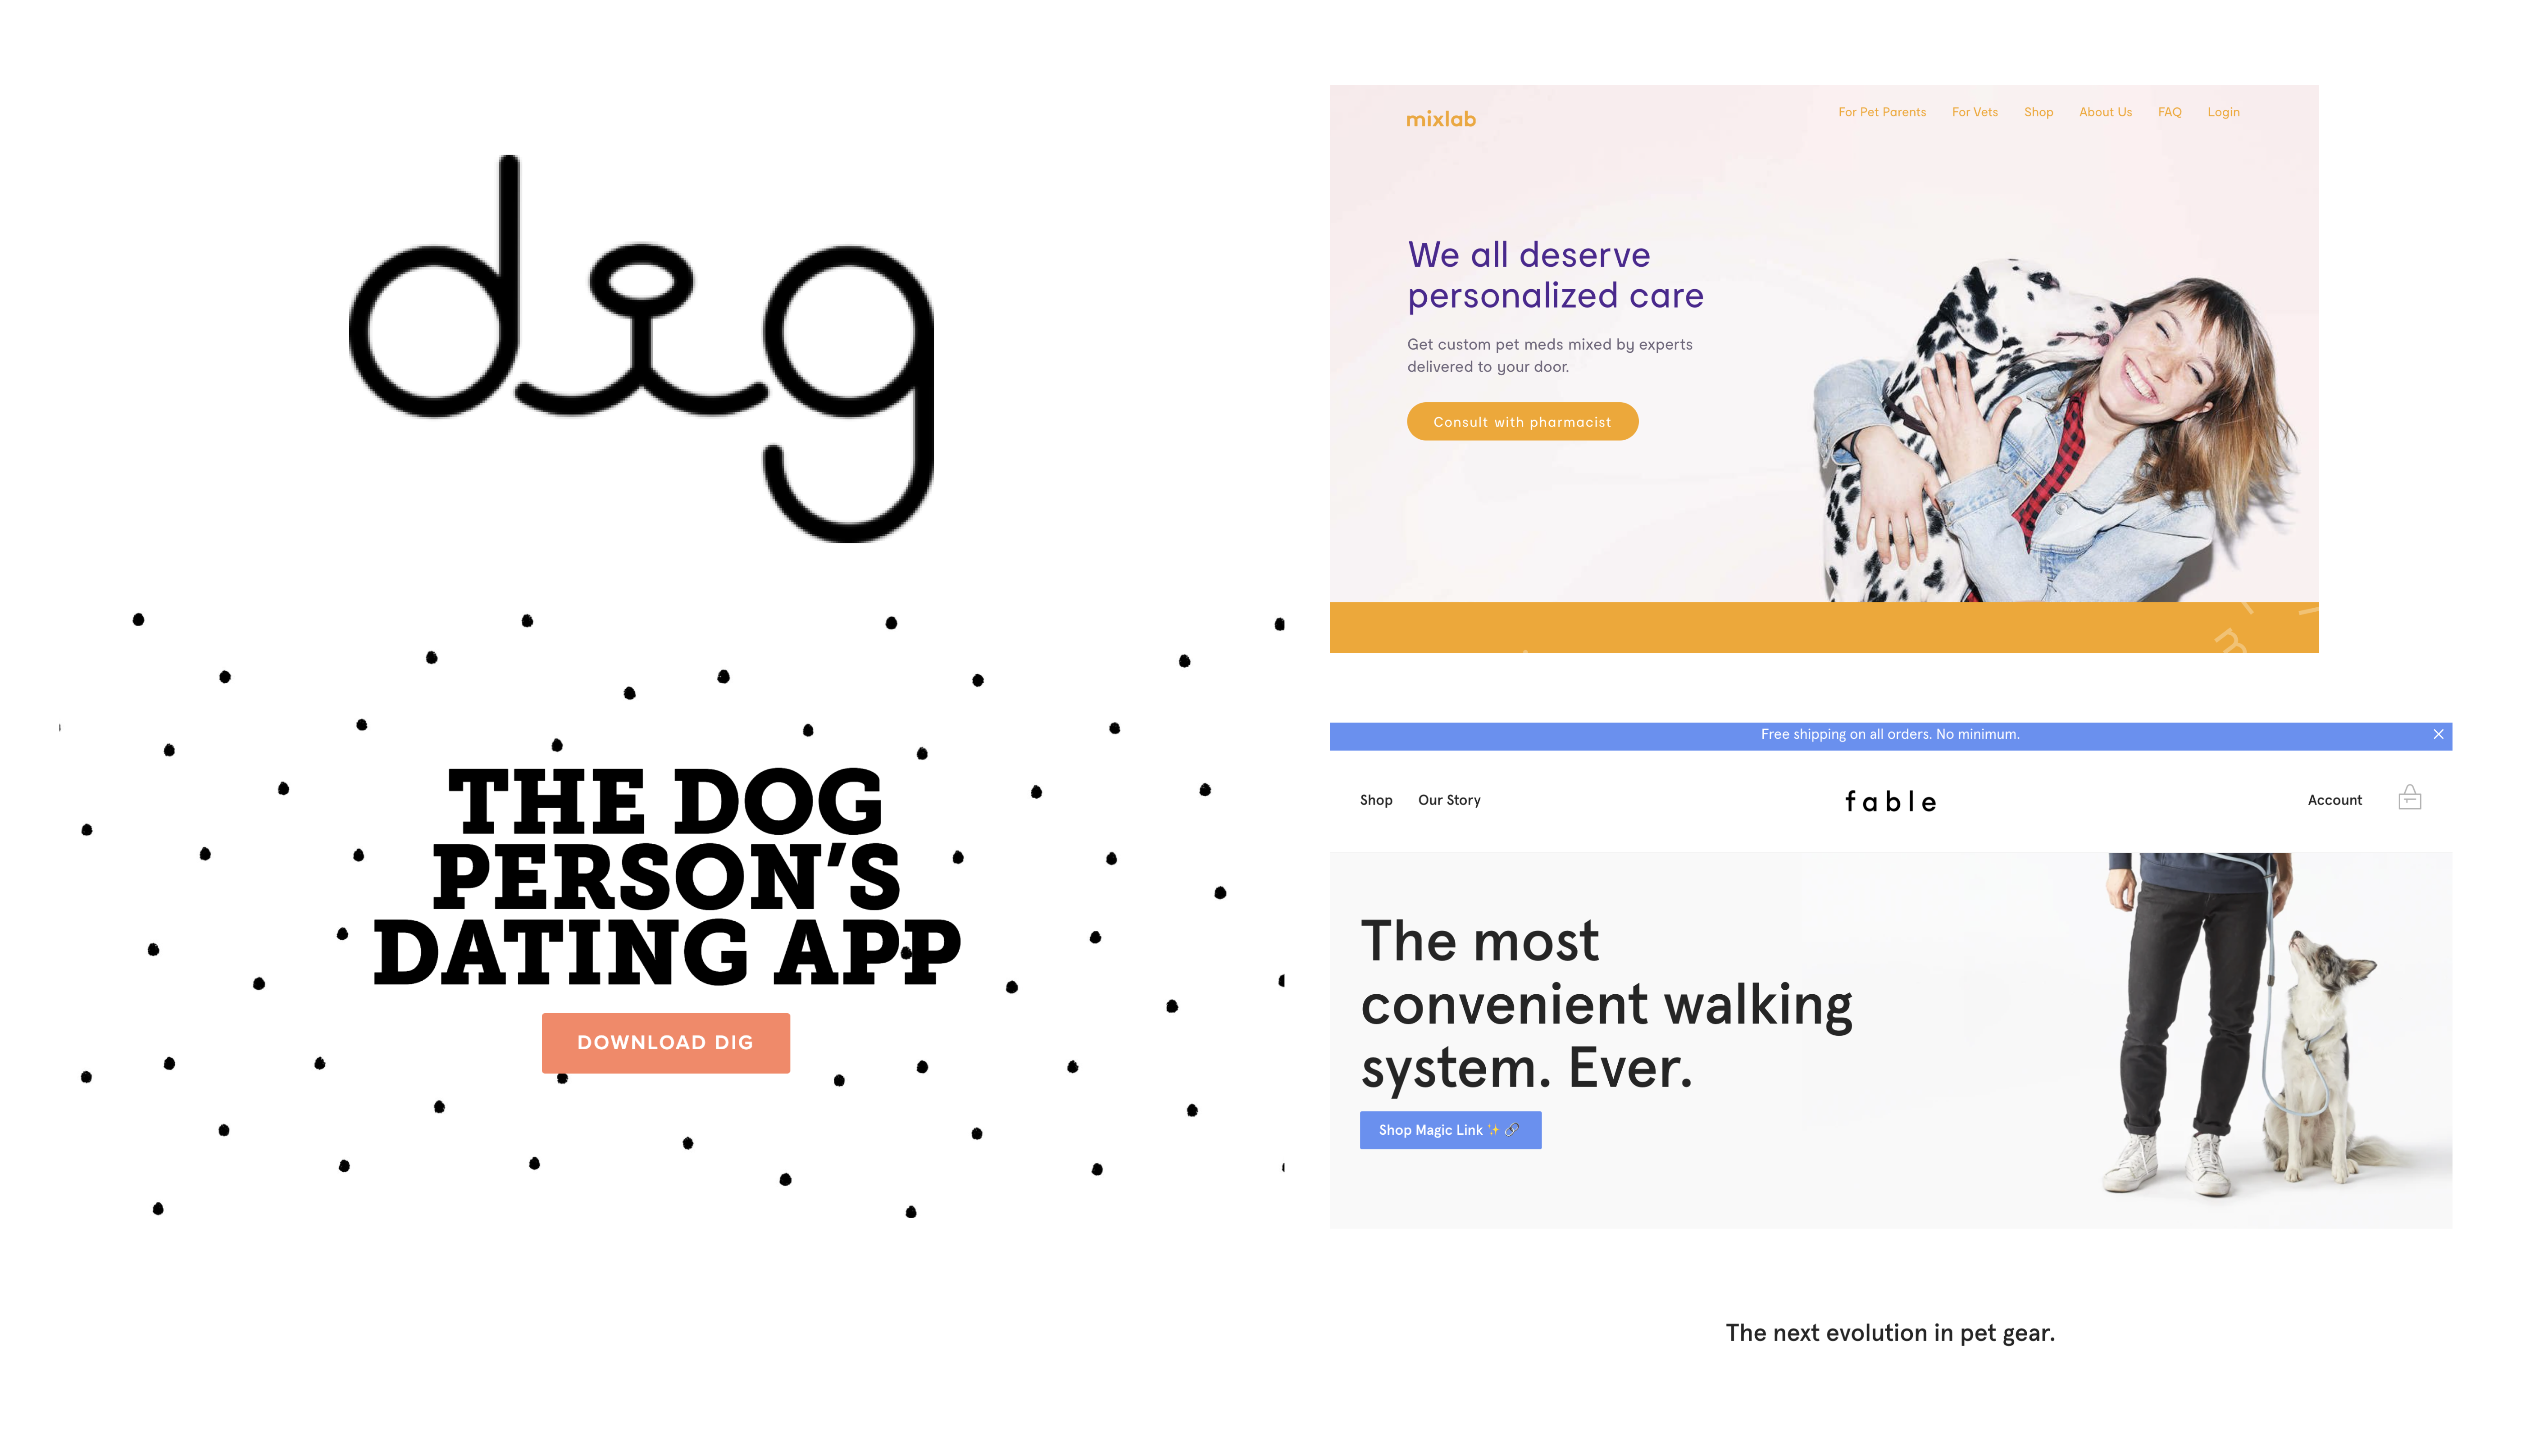 dig
THE DOG
PERSON’S
DATING APP
DOWNLOAD DIG
mixlab
For Pet Parents For Vets Shop About Us FAQ Login
We all deserve
personalized care
Get custom pet meds mixed by experts
delivered to your door.
Consult with pharmacist
m
Free shipping on all orders. No minimum.
Shop Our Story fable Account
The most
convenient walking
system. Ever.
Shop Magic Link ✨ 🔗
The next evolution in pet gear.